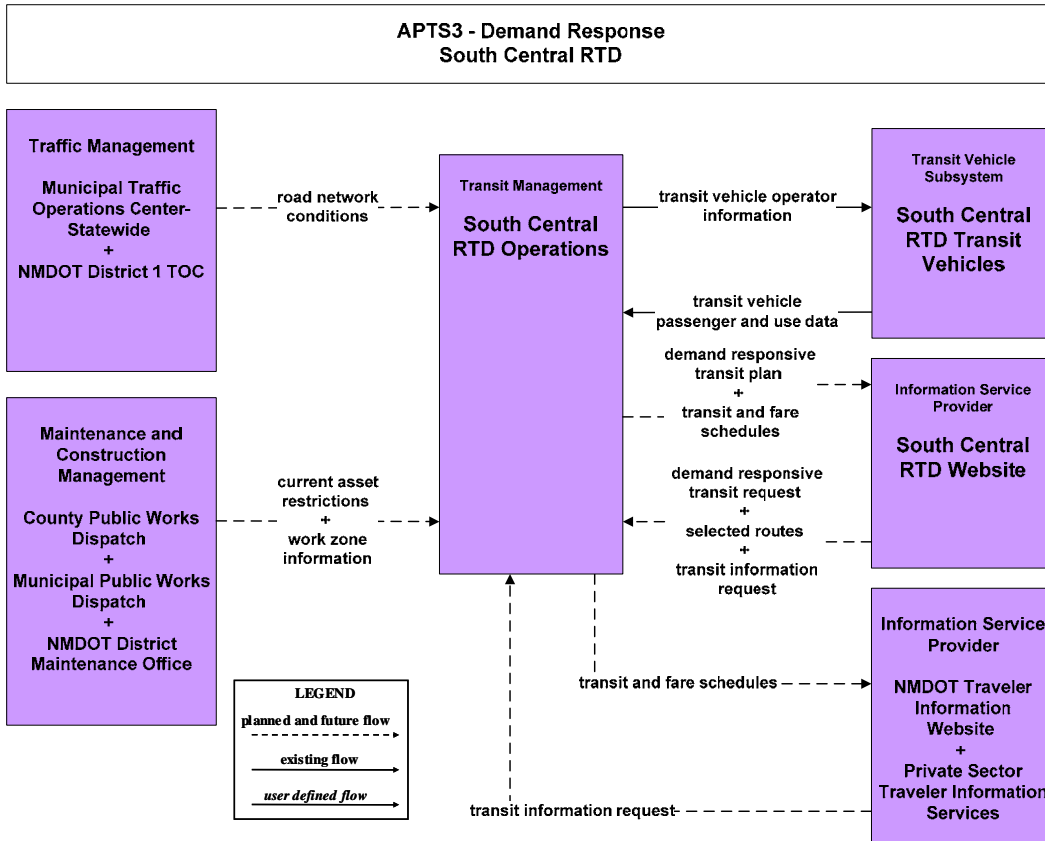 APTS3 - Demand Response
South Central RTD
Traffic Management
Municipal Traffic
Operations Center-
Statewide
+
NMDOT District 1 TOC
road network
conditions
Transit Management
South Central
RTD Operations
transit vehicle operator
information
Transit Vehicle
Subsystem
South Central
RTD Transit
Vehicles
transit vehicle
passenger and use data
demand responsive
transit plan
+
transit and fare
schedules
Information Service
Provider
South Central
RTD Website
Maintenance and
Construction
Management
County Public Works
Dispatch
+
Municipal Public Works
Dispatch
+
NMDOT District
Maintenance Office
current asset
restrictions
+
work zone
information
demand responsive
transit request
+
selected routes
+
transit information
request
Information Service
Provider
NMDOT Traveler
Information
Website
+
Private Sector
Traveler Information
Services
transit and fare schedules
LEGEND
planned and future flow
existing flow
user defined flow
transit information request